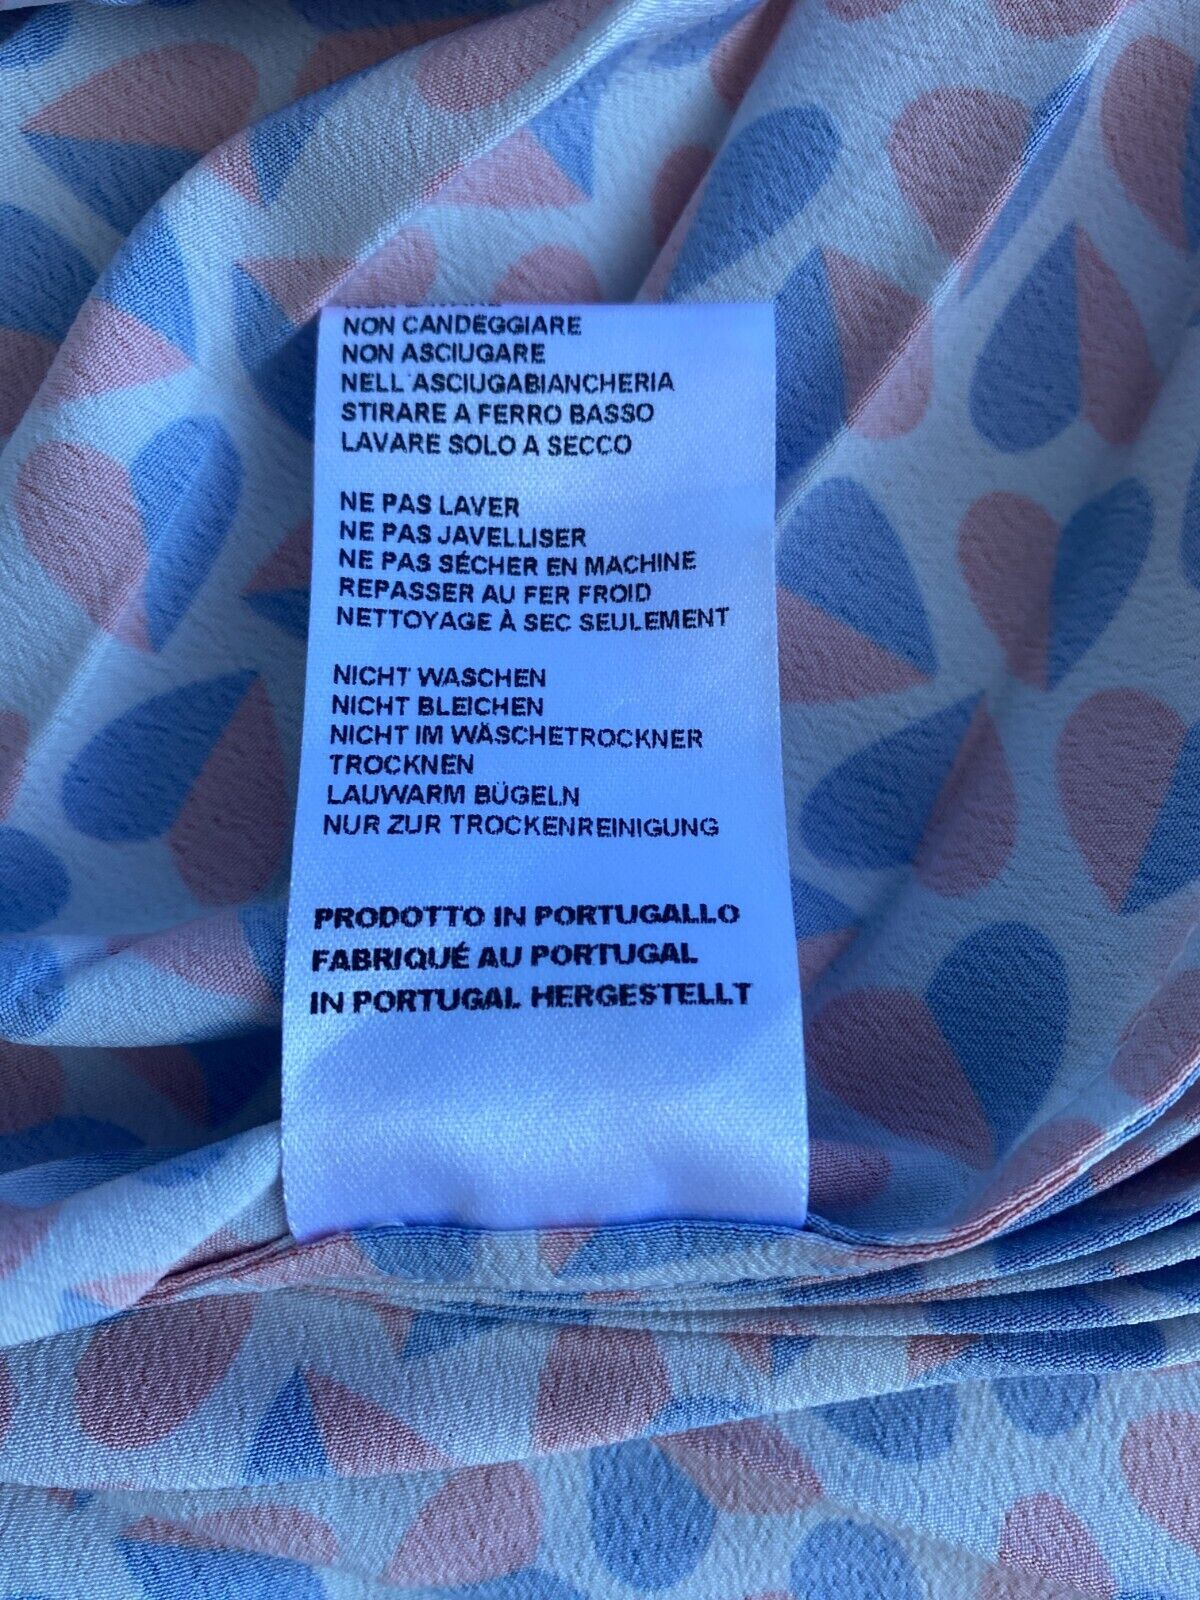 NON CANDEGGIARE
NON ASCIUGARE
NELL'ASCIUGABIANCHERIA
STIRARE A FERRO BASSO
LAVARE SOLO A SECCO
NE PAS LAVER
NE PAS JAVELLISER
NE PAS SÉCHER EN MACHINE
REPASSER AU FER FROID
NETTOYAGE À SEC SEULEMENT
NICHT WASCHEN
NICHT BLEICHEN
NICHT IM WÄSCHETROCKNER
TROCKNEN
LAUWARM BÜGELN
NUR ZUR TROCKENREINIGUNG
PRODOTTO IN PORTUGALLO
FABRIQUÉ AU PORTUGAL
IN PORTUGAL HERGESTELLT